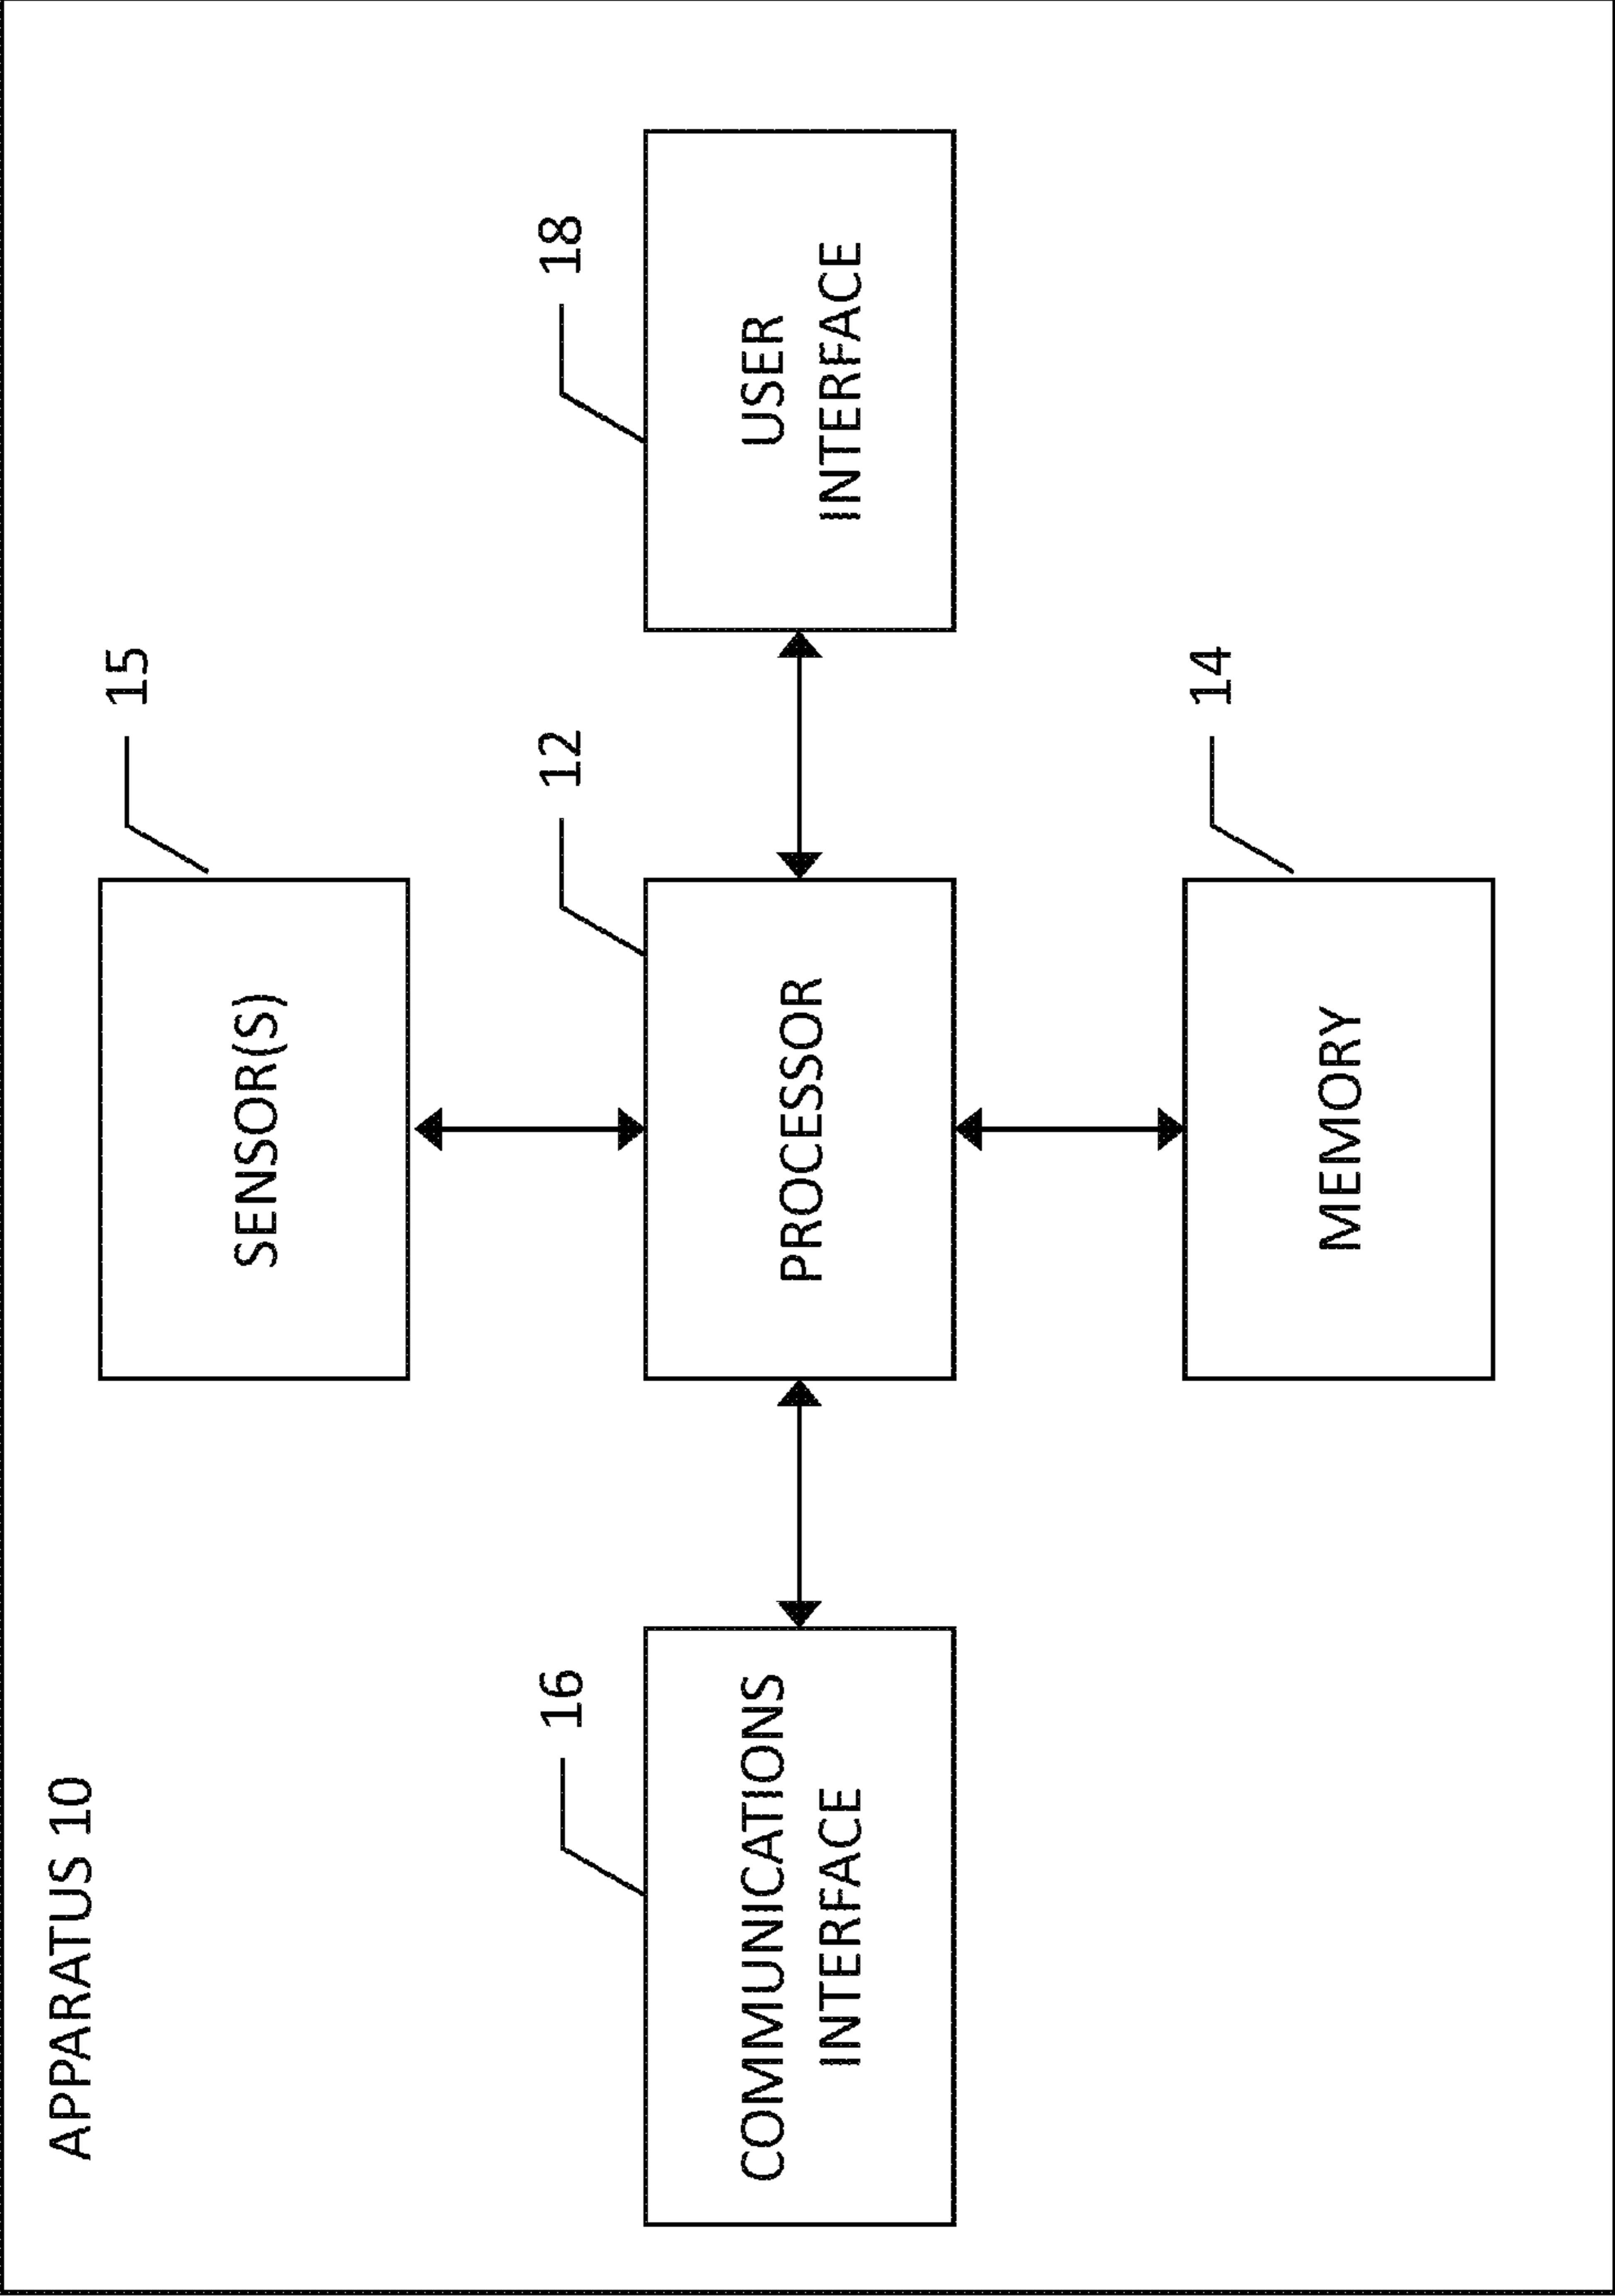 APPARATUS 10
15
SENSOR(S)
16
12
18
COMMUNICATIONS
INTERFACE
PROCESSOR
USER
INTERFACE
14
MEMORY